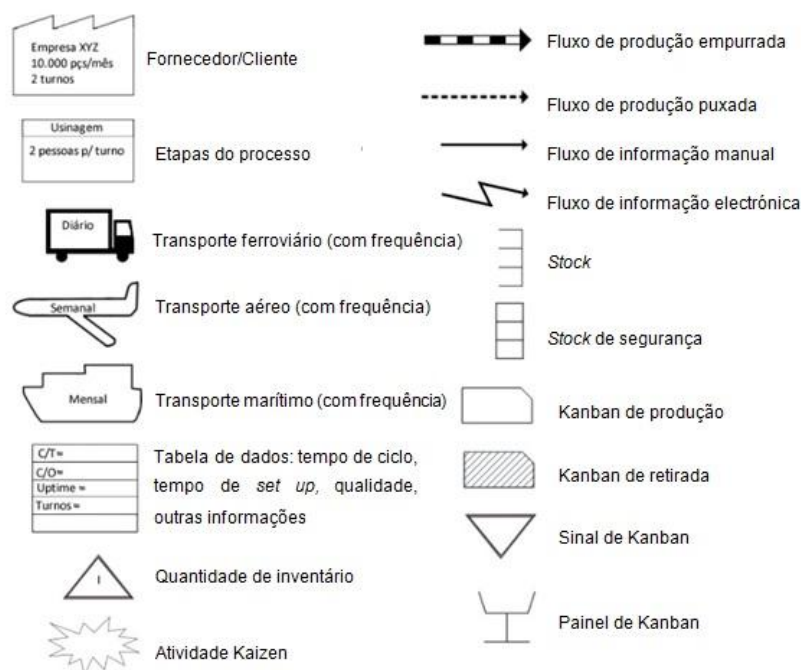 Empresa XYZ
10.000 pçs/mês
2 turnos
Fornecedor/Cliente
Usinagem
2 pessoas p/ turno
Etapas do processo
Diário
Transporte ferroviário (com frequência)
Semanal
Transporte aéreo (com frequência)
Mensal
Transporte marítimo (com frequência)
C/T=
C/O=
Uptime =
Turnos =
Tabela de dados: tempo de ciclo,
tempo de set up, qualidade,
outras informações
I
Quantidade de inventário
Atividade Kaizen
Fluxo de produção empurrada
Fluxo de produção puxada
Fluxo de informação manual
Fluxo de informação electrónica
Stock
Stock de segurança
Kanban de produção
Kanban de retirada
Sinal de Kanban
Painel de Kanban